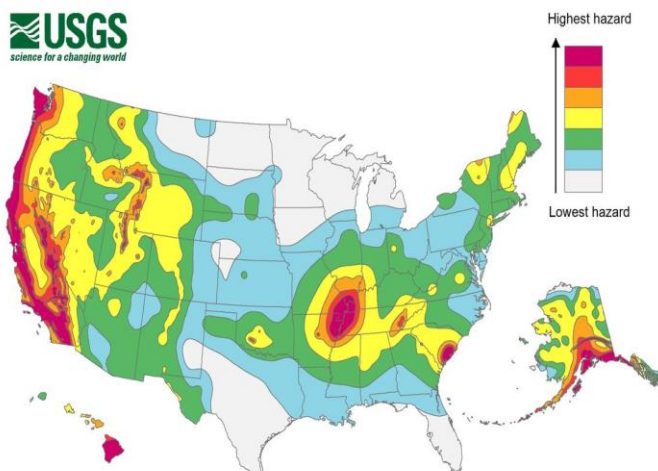 USGS
science for a changing world
Highest hazard
Lowest hazard